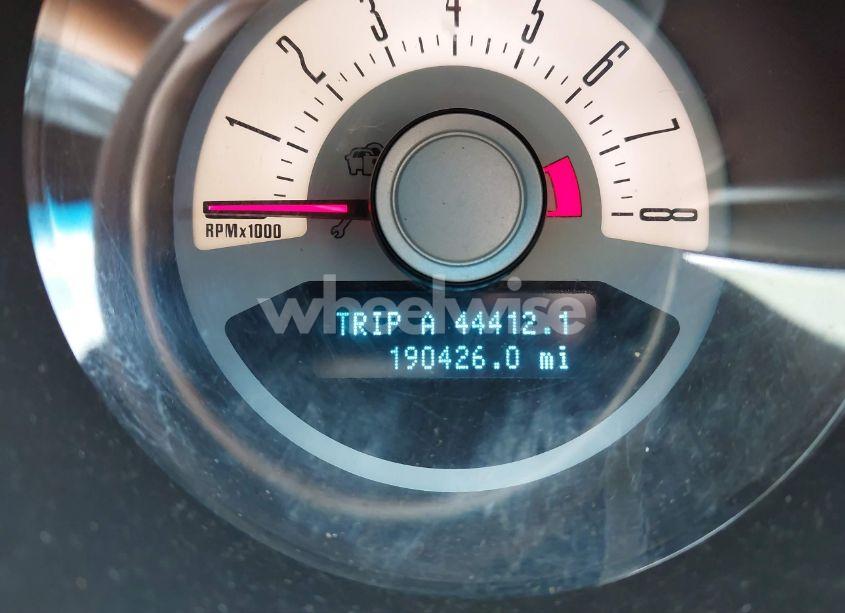 1 2 3 4 5 6 7 8
RPMx1000
wheelwise
TRIP A 44412.1
190426.0 mi